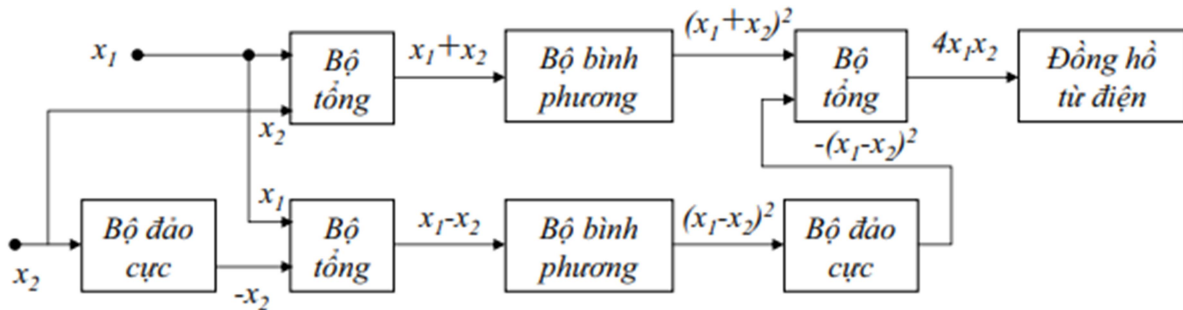 x₁
Bộ
tổng
x₁+x₂
Bộ bình
phương
(x₁+x₂)²
Bộ
tổng
4x₁x₂
Đồng hồ
từ điện
x₂
-(x₁-x₂)²
x₂
Bộ đảo
cực
-x₂
x₁
Bộ
tổng
x₁-x₂
Bộ bình
phương
(x₁-x₂)²
Bộ đảo
cực